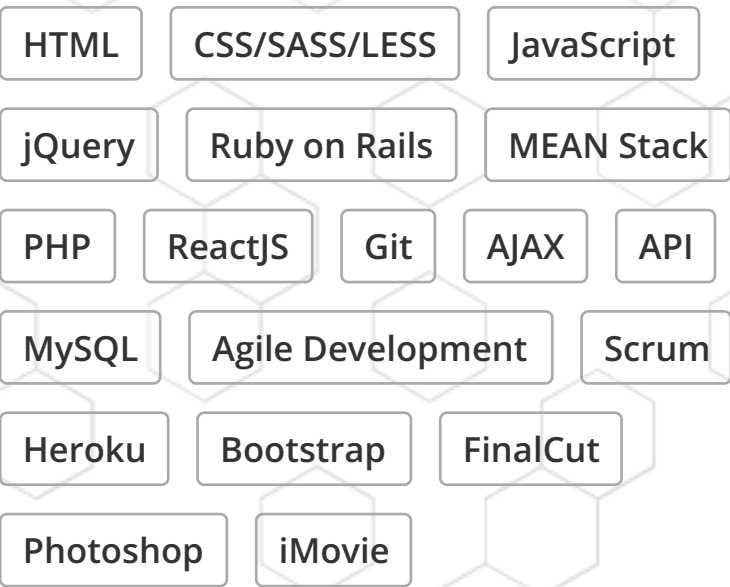 HTML CSS/SASS/LESS JavaScript
jQuery Ruby on Rails MEAN Stack
PHP ReactJS Git AJAX API
MySQL Agile Development Scrum
Heroku Bootstrap FinalCut
Photoshop iMovie